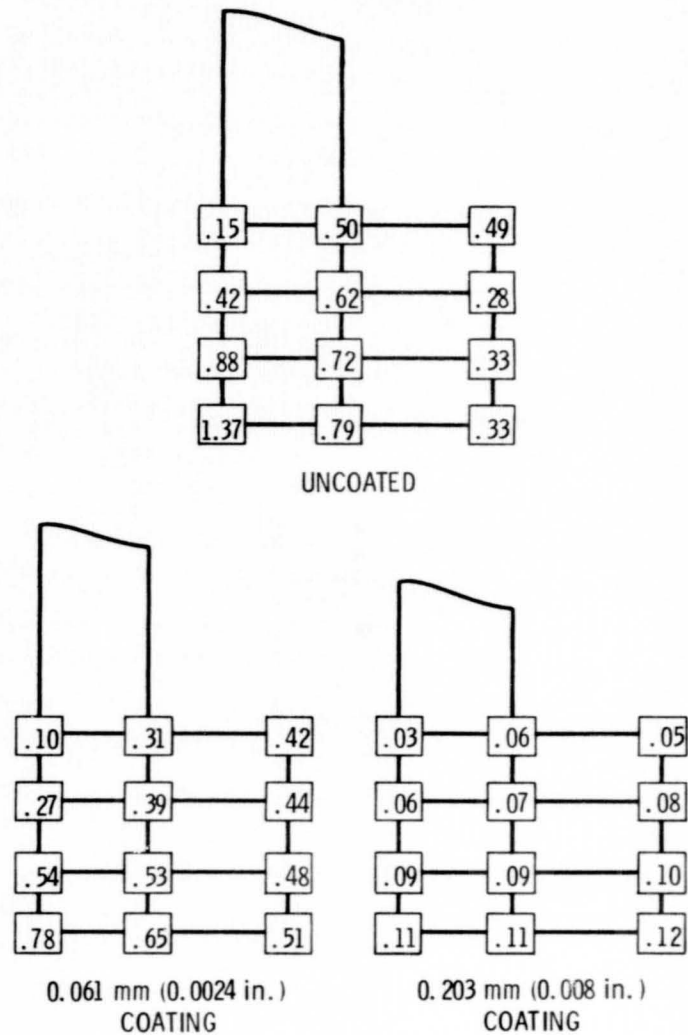 .15 .50 .49
.42 .62 .28
.88 .72 .33
1.37 .79 .33
UNCOATED
.10 .31 .42
.27 .39 .44
.54 .53 .48
.78 .65 .51
0.061 mm (0.0024 in.)
COATING
.03 .06 .05
.06 .07 .08
.09 .09 .10
.11 .11 .12
0.203 mm (0.008 in.)
COATING